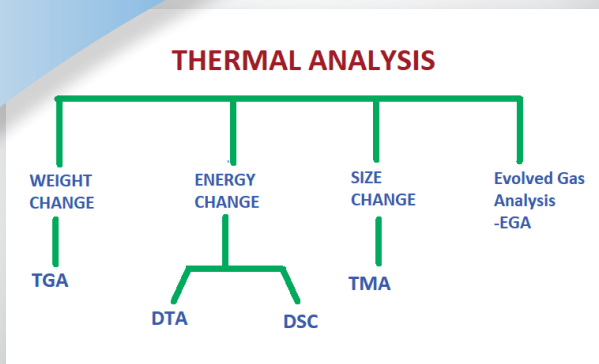 THERMAL ANALYSIS
WEIGHT
CHANGE
ENERGY
CHANGE
SIZE
CHANGE
Evolved Gas
Analysis
-EGA
TGA
DTA
DSC
TMA